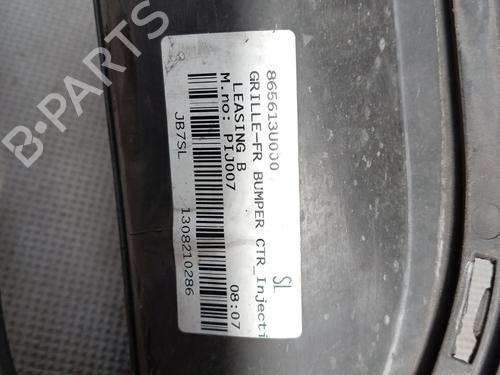 865613U000
GRILLE-FR BUMPER CTR_Injecti
LEASING B
M.no: PIJ007 08:07
JB7SL 1308210286
SL
B-PARTS